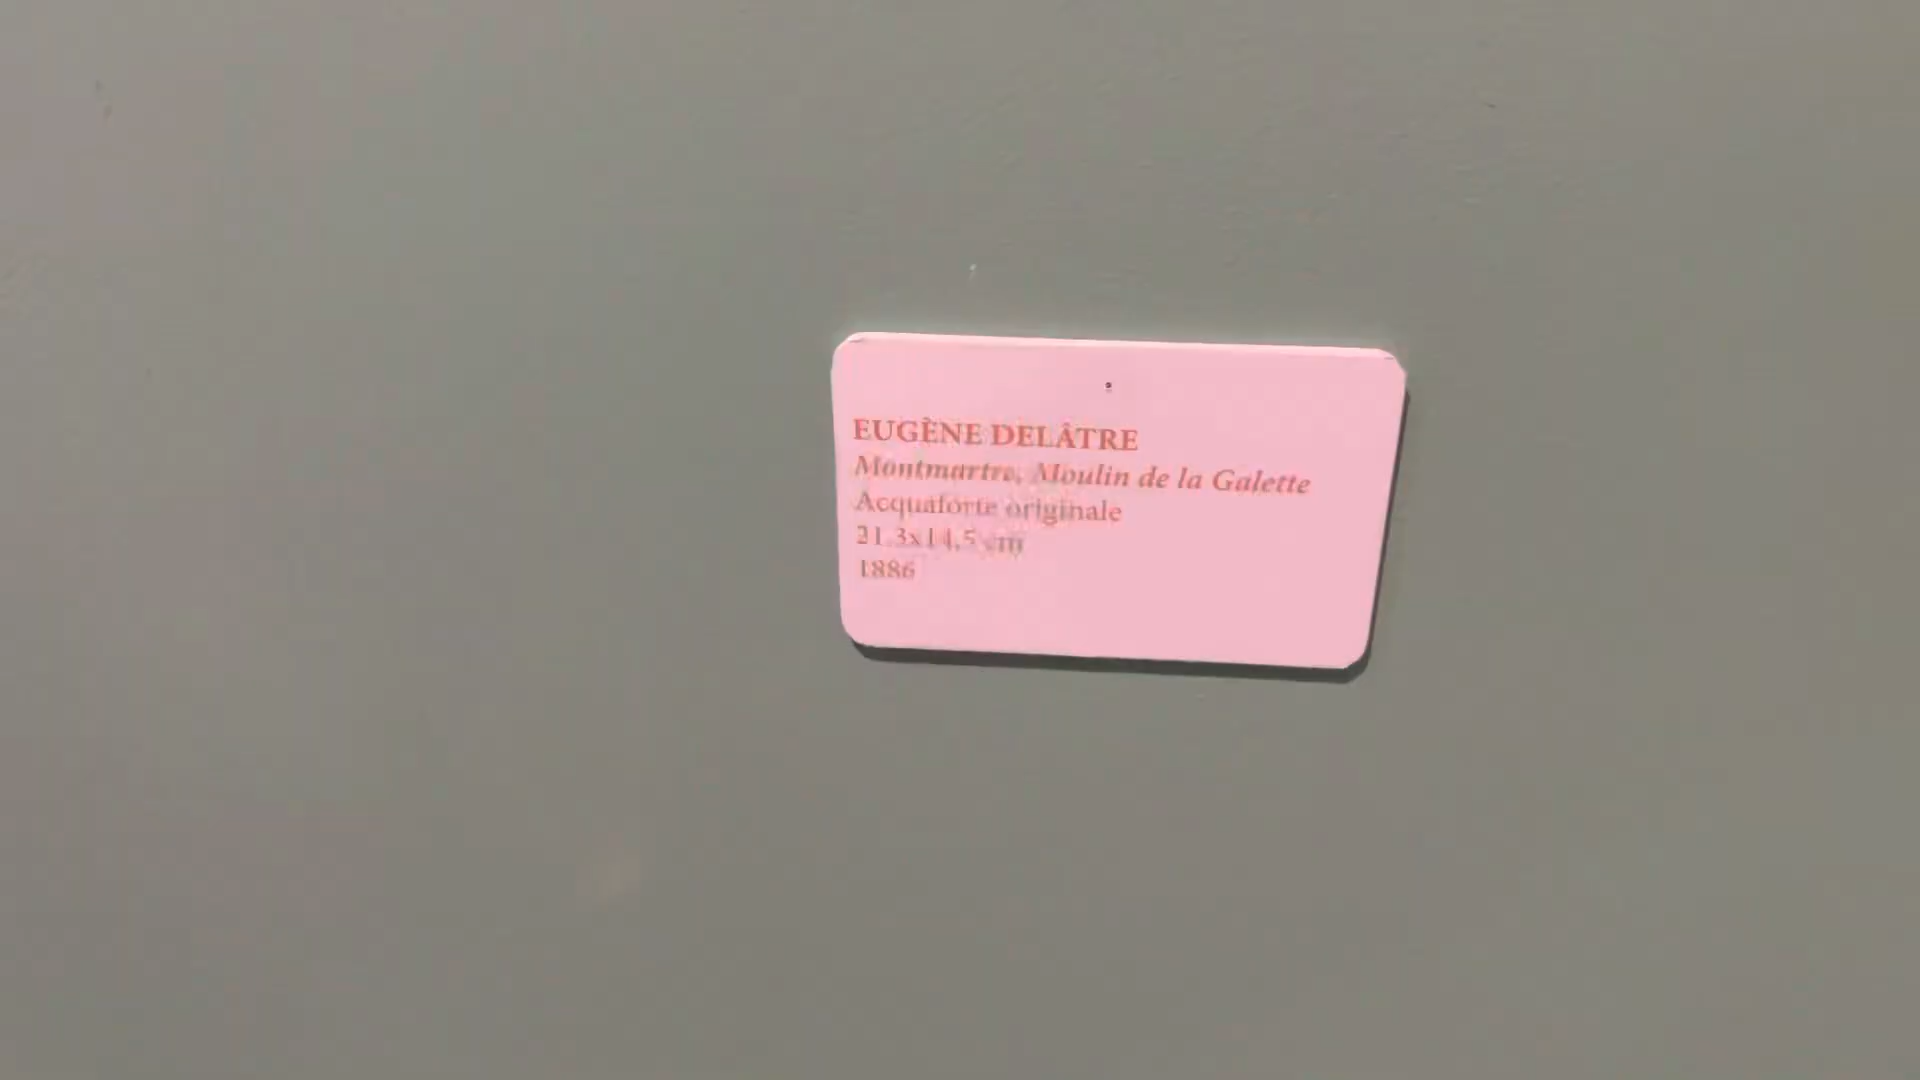 EUGÈNE DELÂTRE
Montmartre, Moulin de la Galette
Acquaforte originale
21.3x14,5 cm
1886